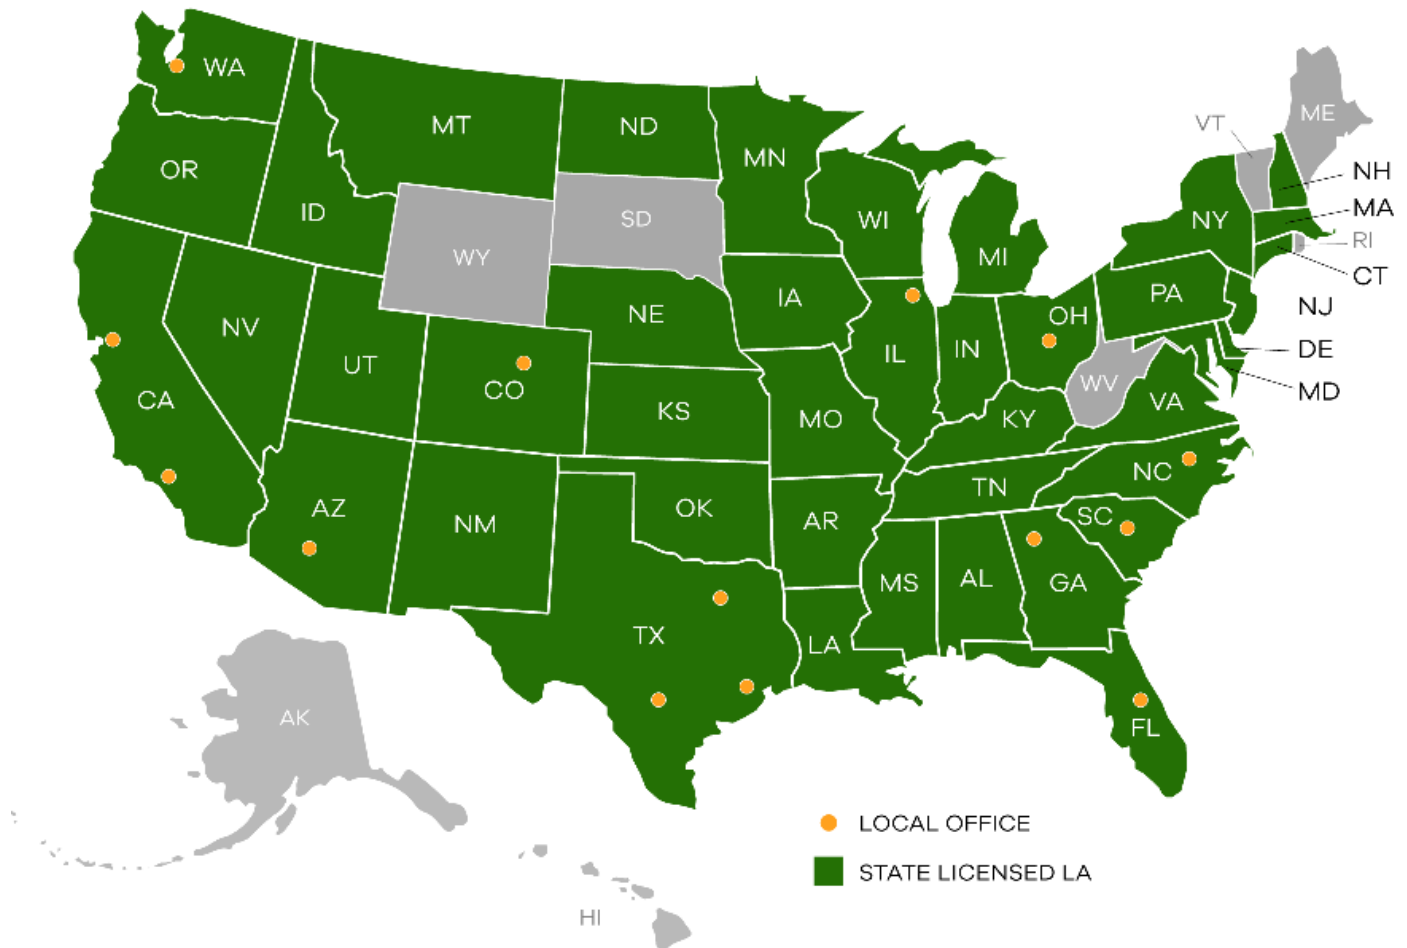 WA
MT
ND
MN
OR
ID
SD
WY
WI
MI
NY
VT
ME
NH
MA
RI
CT
NV
UT
CO
NE
IA
IL
IN
OH
PA
NJ
DE
MD
CA
KS
MO
KY
WV
VA
AZ
NM
OK
AR
TN
NC
SC
MS
AL
GA
TX
LA
FL
AK
HI
LOCAL OFFICE
STATE LICENSED LA